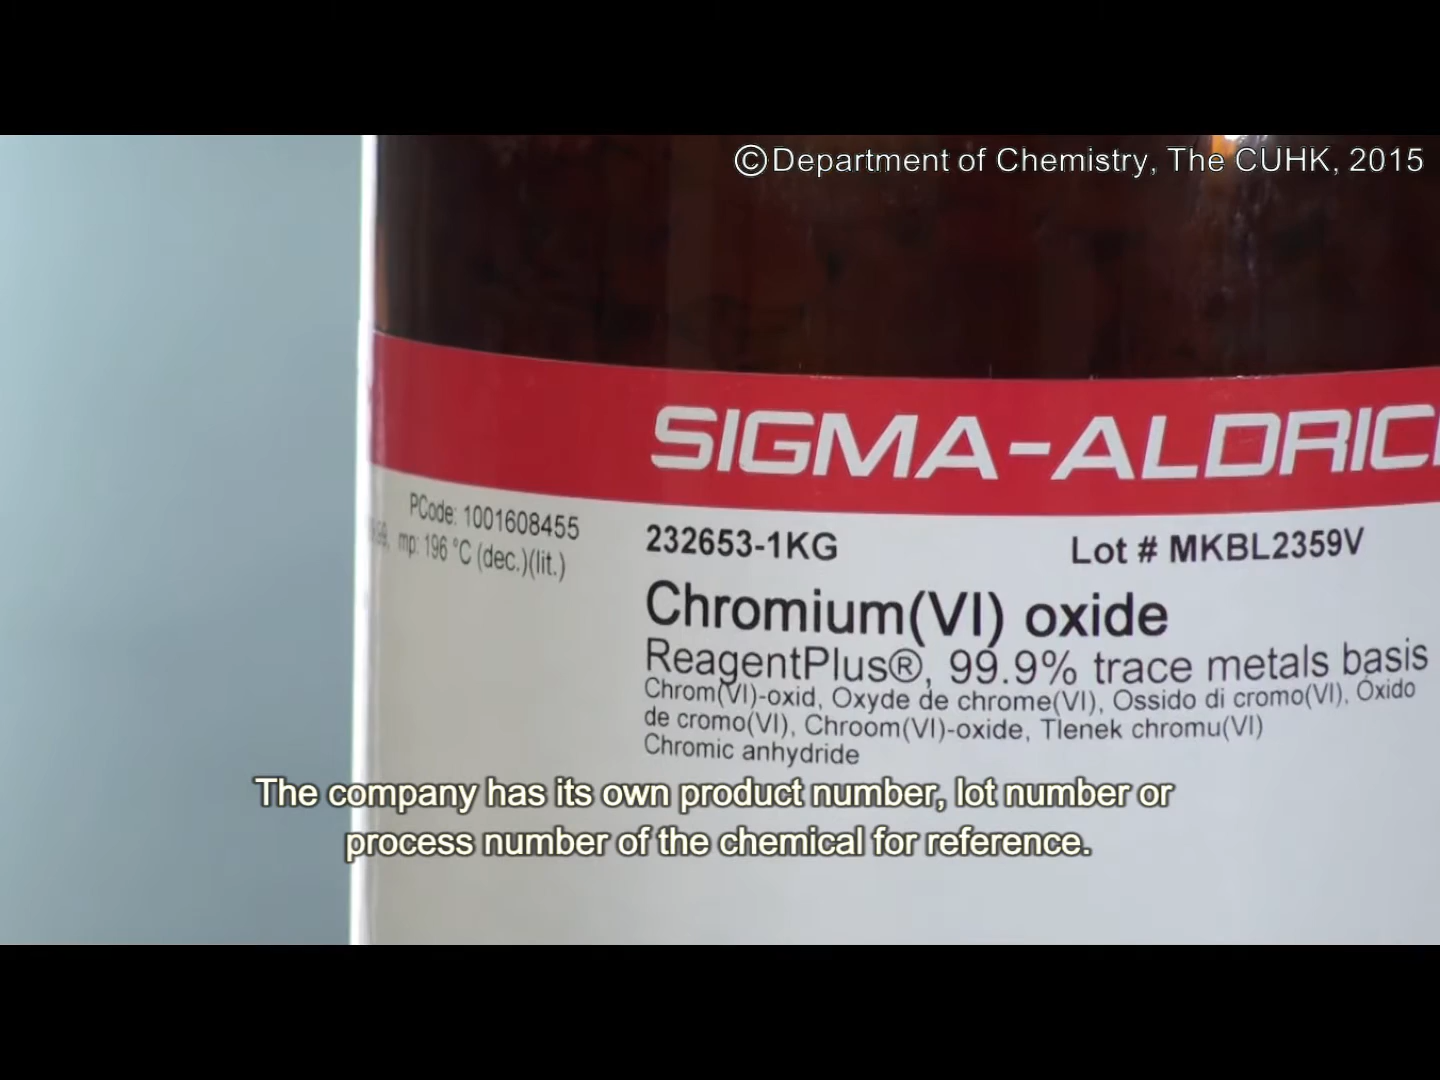 ©Department of Chemistry, The CUHK, 2015
SIGMA-ALDRIC
PCode: 1001608455
mp: 196 °C (dec.)(lit.)
232653-1KG
Lot # MKBL2359V
Chromium(VI) oxide
ReagentPlus®, 99.9% trace metals basis
Chrom(VI)-oxid, Oxyde de chrome(VI), Ossido di cromo(VI), Óxido
de cromo(VI), Chroom(VI)-oxide, Tlenek chromu(VI)
Chromic anhydride
The company has its own product number, lot number or
process number of the chemical for reference.